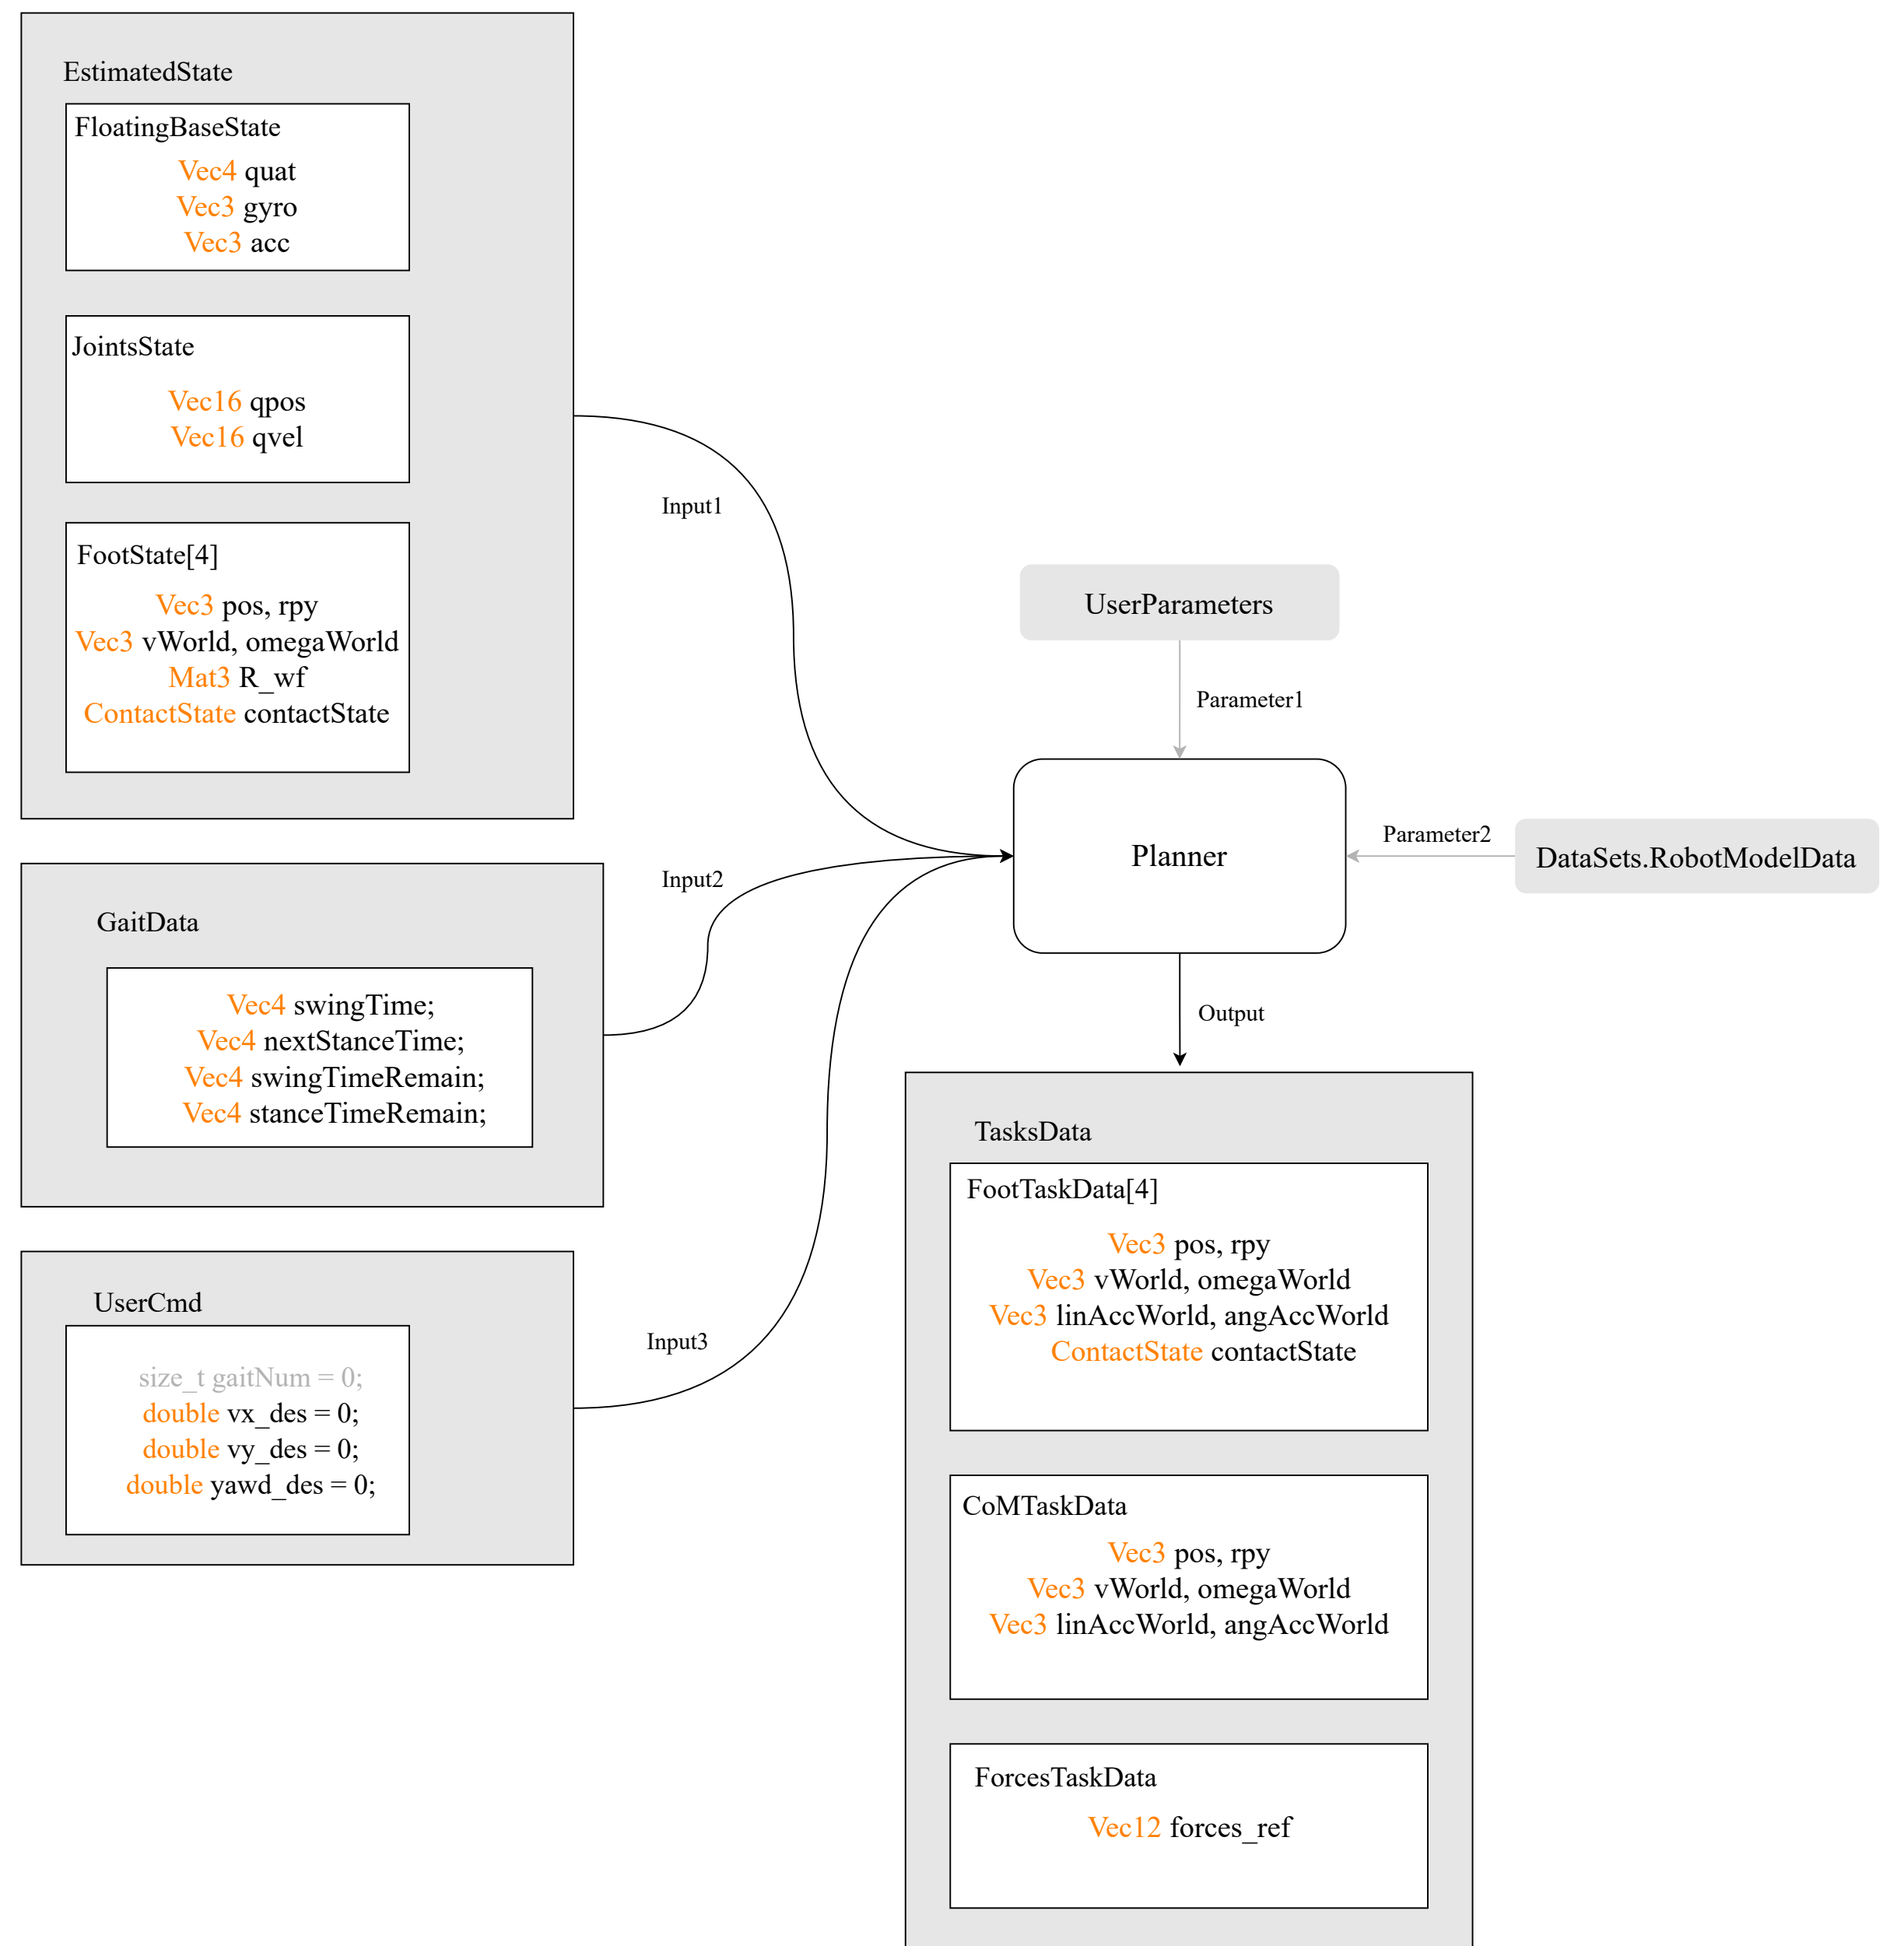 EstimatedState
FloatingBaseState
Vec4 quat
Vec3 gyro
Vec3 acc
JointsState
Vec16 qpos
Vec16 qvel
FootState[4]
Vec3 pos, rpy
Vec3 vWorld, omegaWorld
Mat3 R_wf
ContactState contactState
Input1
GaitData
Vec4 swingTime;
Vec4 nextStanceTime;
Vec4 swingTimeRemain;
Vec4 stanceTimeRemain;
Input2
UserCmd
size_t gaitNum = 0;
double vx_des = 0;
double vy_des = 0;
double yawd_des = 0;
Input3
UserParameters
Parameter1
Planner
Parameter2
DataSets.RobotModelData
Output
TasksData
FootTaskData[4]
Vec3 pos, rpy
Vec3 vWorld, omegaWorld
Vec3 linAccWorld, angAccWorld
ContactState contactState
CoMTaskData
Vec3 pos, rpy
Vec3 vWorld, omegaWorld
Vec3 linAccWorld, angAccWorld
ForcesTaskData
Vec12 forces_ref